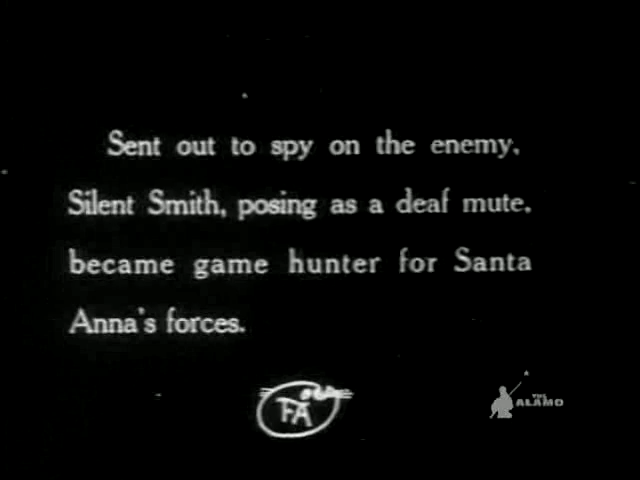 Sent out to spy on the enemy,
Silent Smith, posing as a deaf mute,
became game hunter for Santa
Anna's forces.
FA
THE
ALAMO